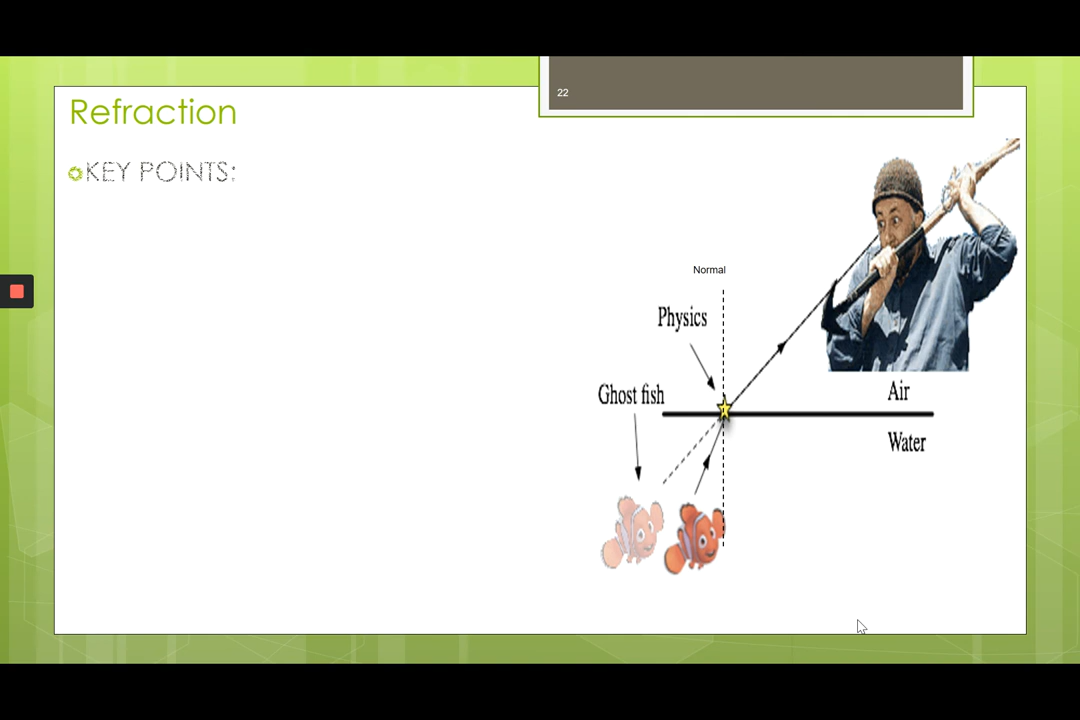 22
Refraction
KEY POINTS:
Normal
Physics
Ghost fish
Air
Water